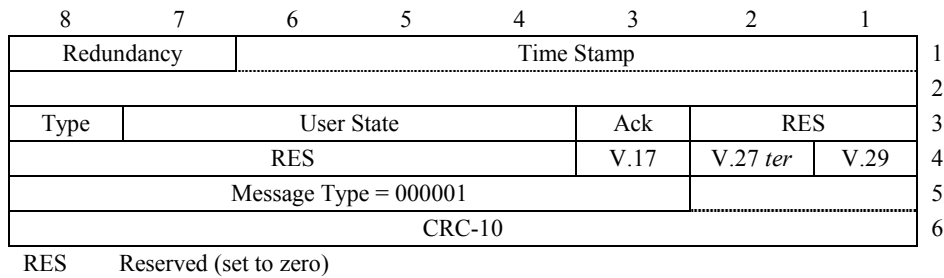 8 7 6 5 4 3 2 1
Redundancy Time Stamp 1
2
Type User State Ack RES 3
RES V.17 V.27 ter V.29 4
Message Type = 000001 5
CRC-10 6
RES Reserved (set to zero)